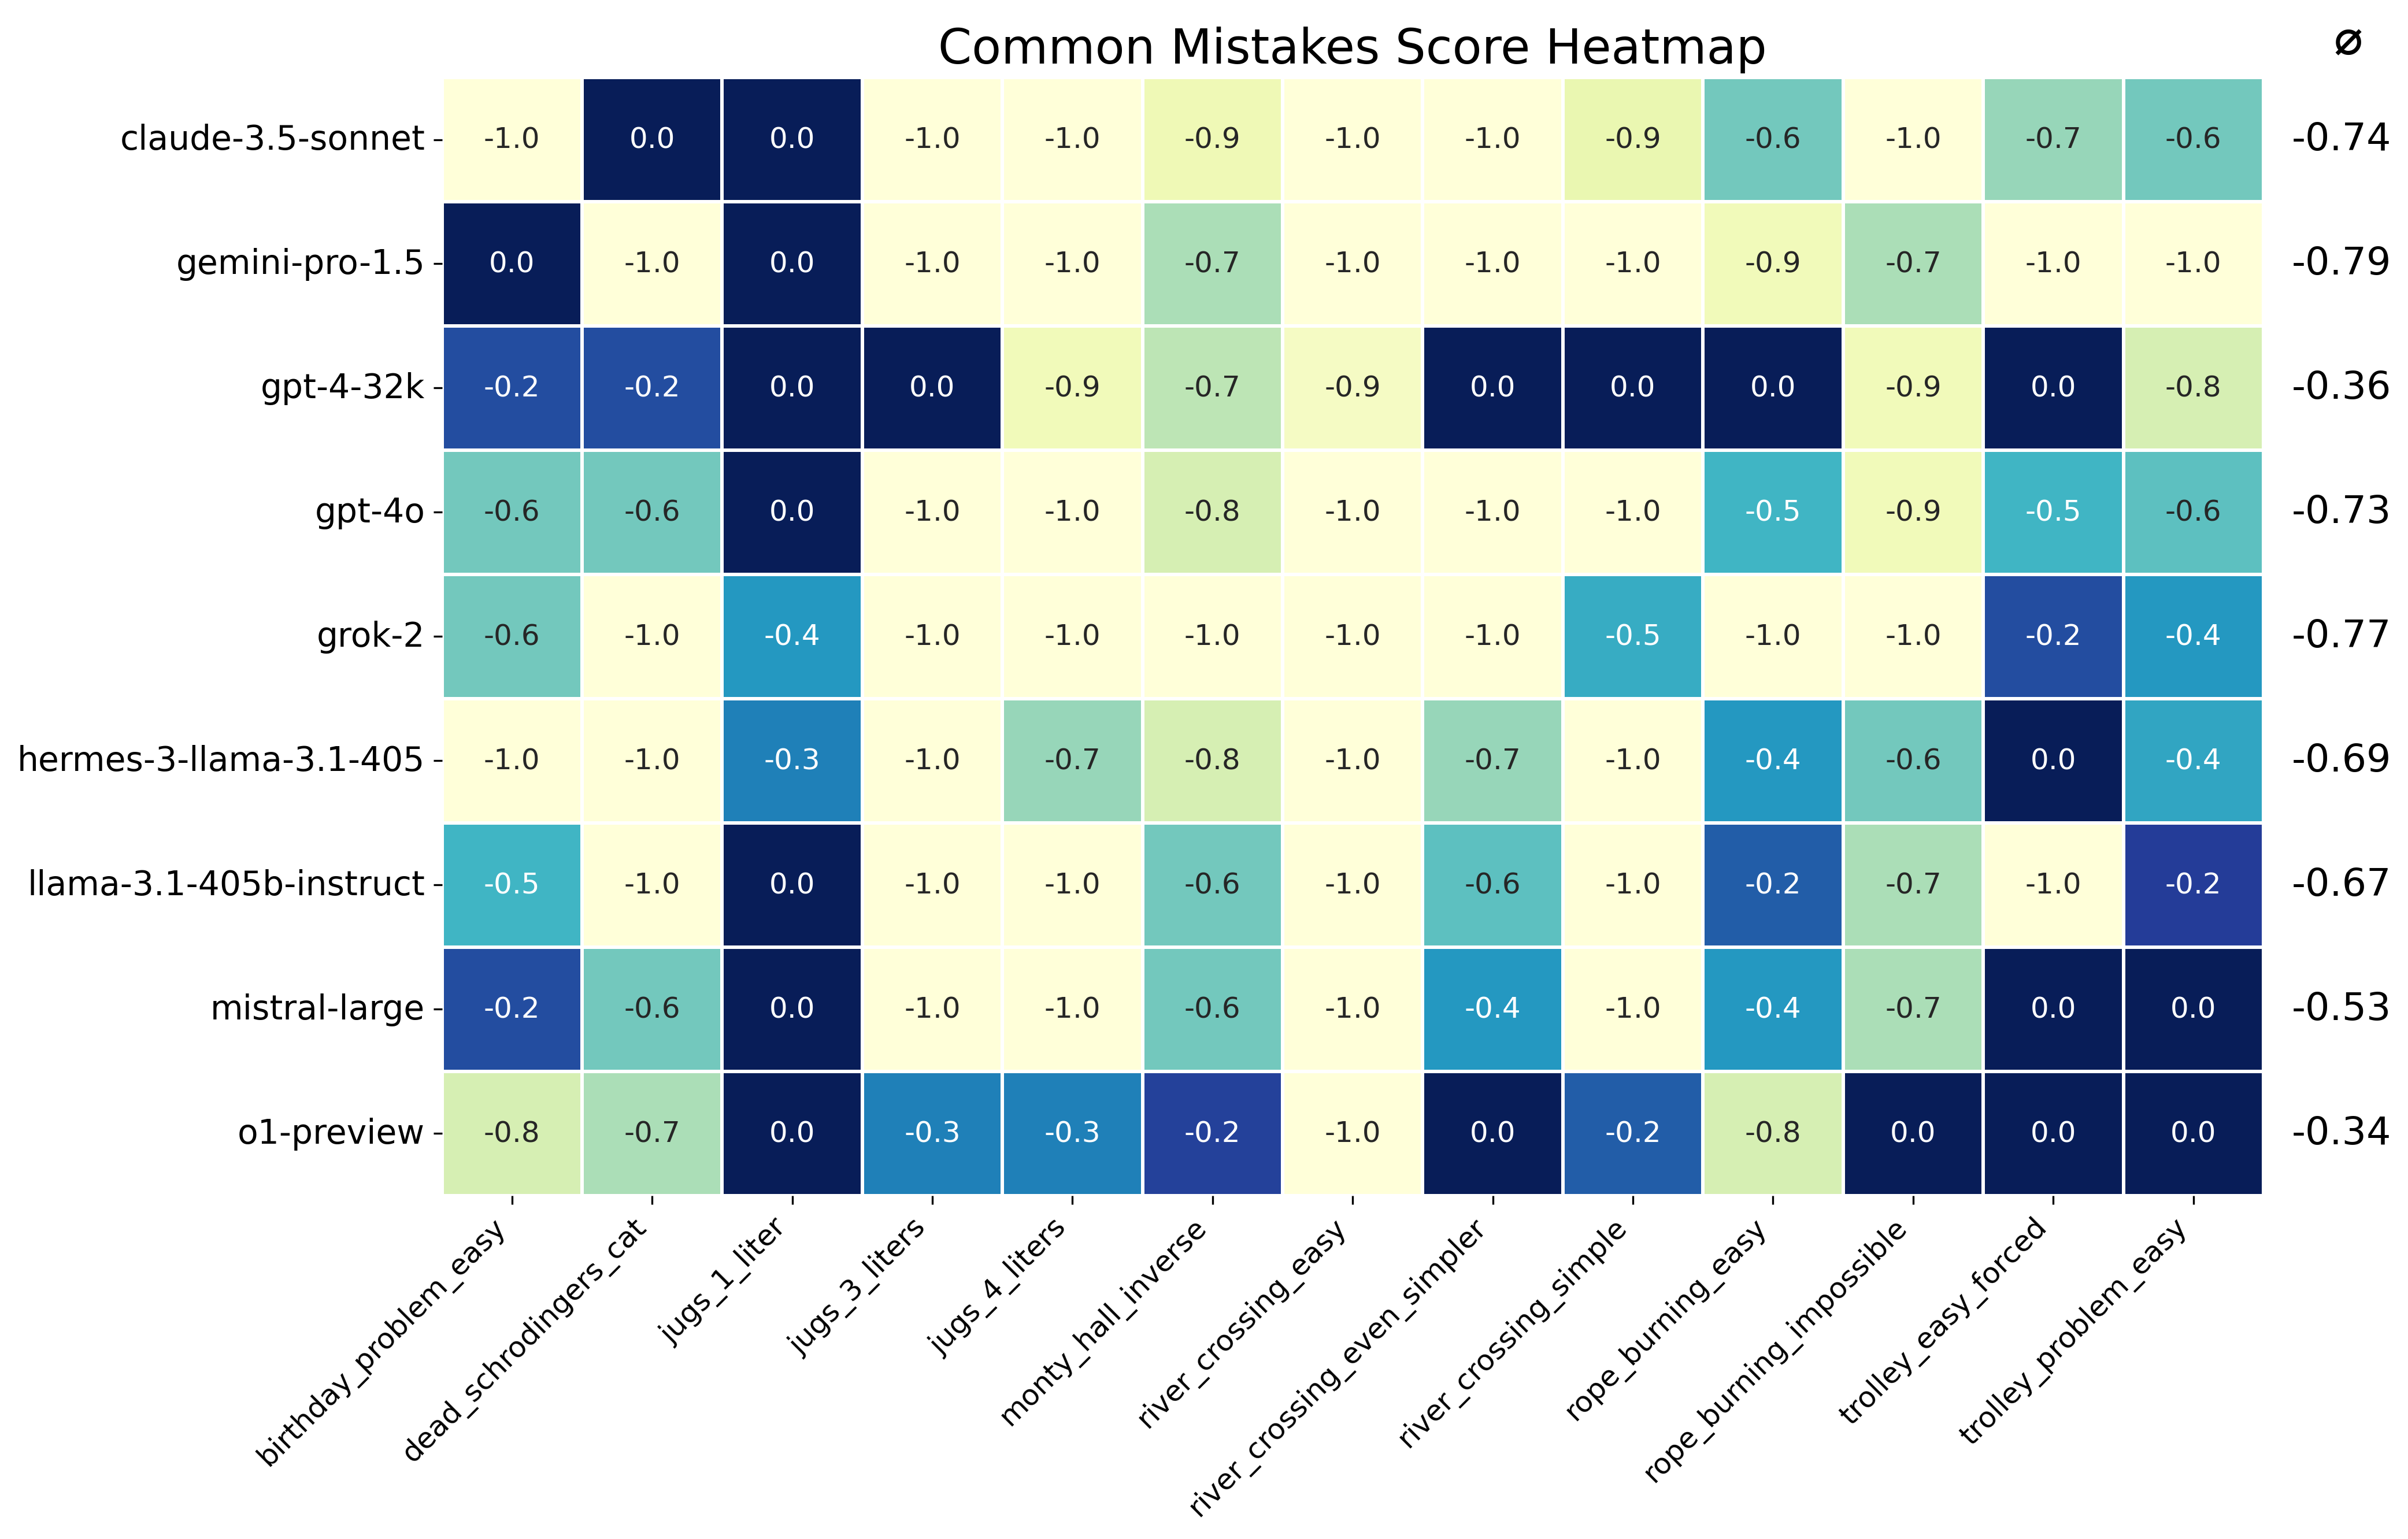 Common Mistakes Score Heatmap ⌀
claude-3.5-sonnet -1.0 0.0 0.0 -1.0 -1.0 -0.9 -1.0 -1.0 -0.9 -0.6 -1.0 -0.7 -0.6 -0.74
gemini-pro-1.5 0.0 -1.0 0.0 -1.0 -1.0 -0.7 -1.0 -1.0 -1.0 -0.9 -0.7 -1.0 -1.0 -0.79
gpt-4-32k -0.2 -0.2 0.0 0.0 -0.9 -0.7 -0.9 0.0 0.0 0.0 -0.9 0.0 -0.8 -0.36
gpt-4o -0.6 -0.6 0.0 -1.0 -1.0 -0.8 -1.0 -1.0 -1.0 -0.5 -0.9 -0.5 -0.6 -0.73
grok-2 -0.6 -1.0 -0.4 -1.0 -1.0 -1.0 -1.0 -1.0 -0.5 -1.0 -1.0 -0.2 -0.4 -0.77
hermes-3-llama-3.1-405 -1.0 -1.0 -0.3 -1.0 -0.7 -0.8 -1.0 -0.7 -1.0 -0.4 -0.6 0.0 -0.4 -0.69
llama-3.1-405b-instruct -0.5 -1.0 0.0 -1.0 -1.0 -0.6 -1.0 -0.6 -1.0 -0.2 -0.7 -1.0 -0.2 -0.67
mistral-large -0.2 -0.6 0.0 -1.0 -1.0 -0.6 -1.0 -0.4 -1.0 -0.4 -0.7 0.0 0.0 -0.53
o1-preview -0.8 -0.7 0.0 -0.3 -0.3 -0.2 -1.0 0.0 -0.2 -0.8 0.0 0.0 0.0 -0.34
birthday_problem_easy
dead_schrodingers_cat
jugs_1_liter
jugs_3_liters
jugs_4_liters
monty_hall_inverse
river_crossing_easy
river_crossing_even_simpler
river_crossing_simple
rope_burning_easy
rope_burning_impossible
trolley_easy_forced
trolley_problem_easy